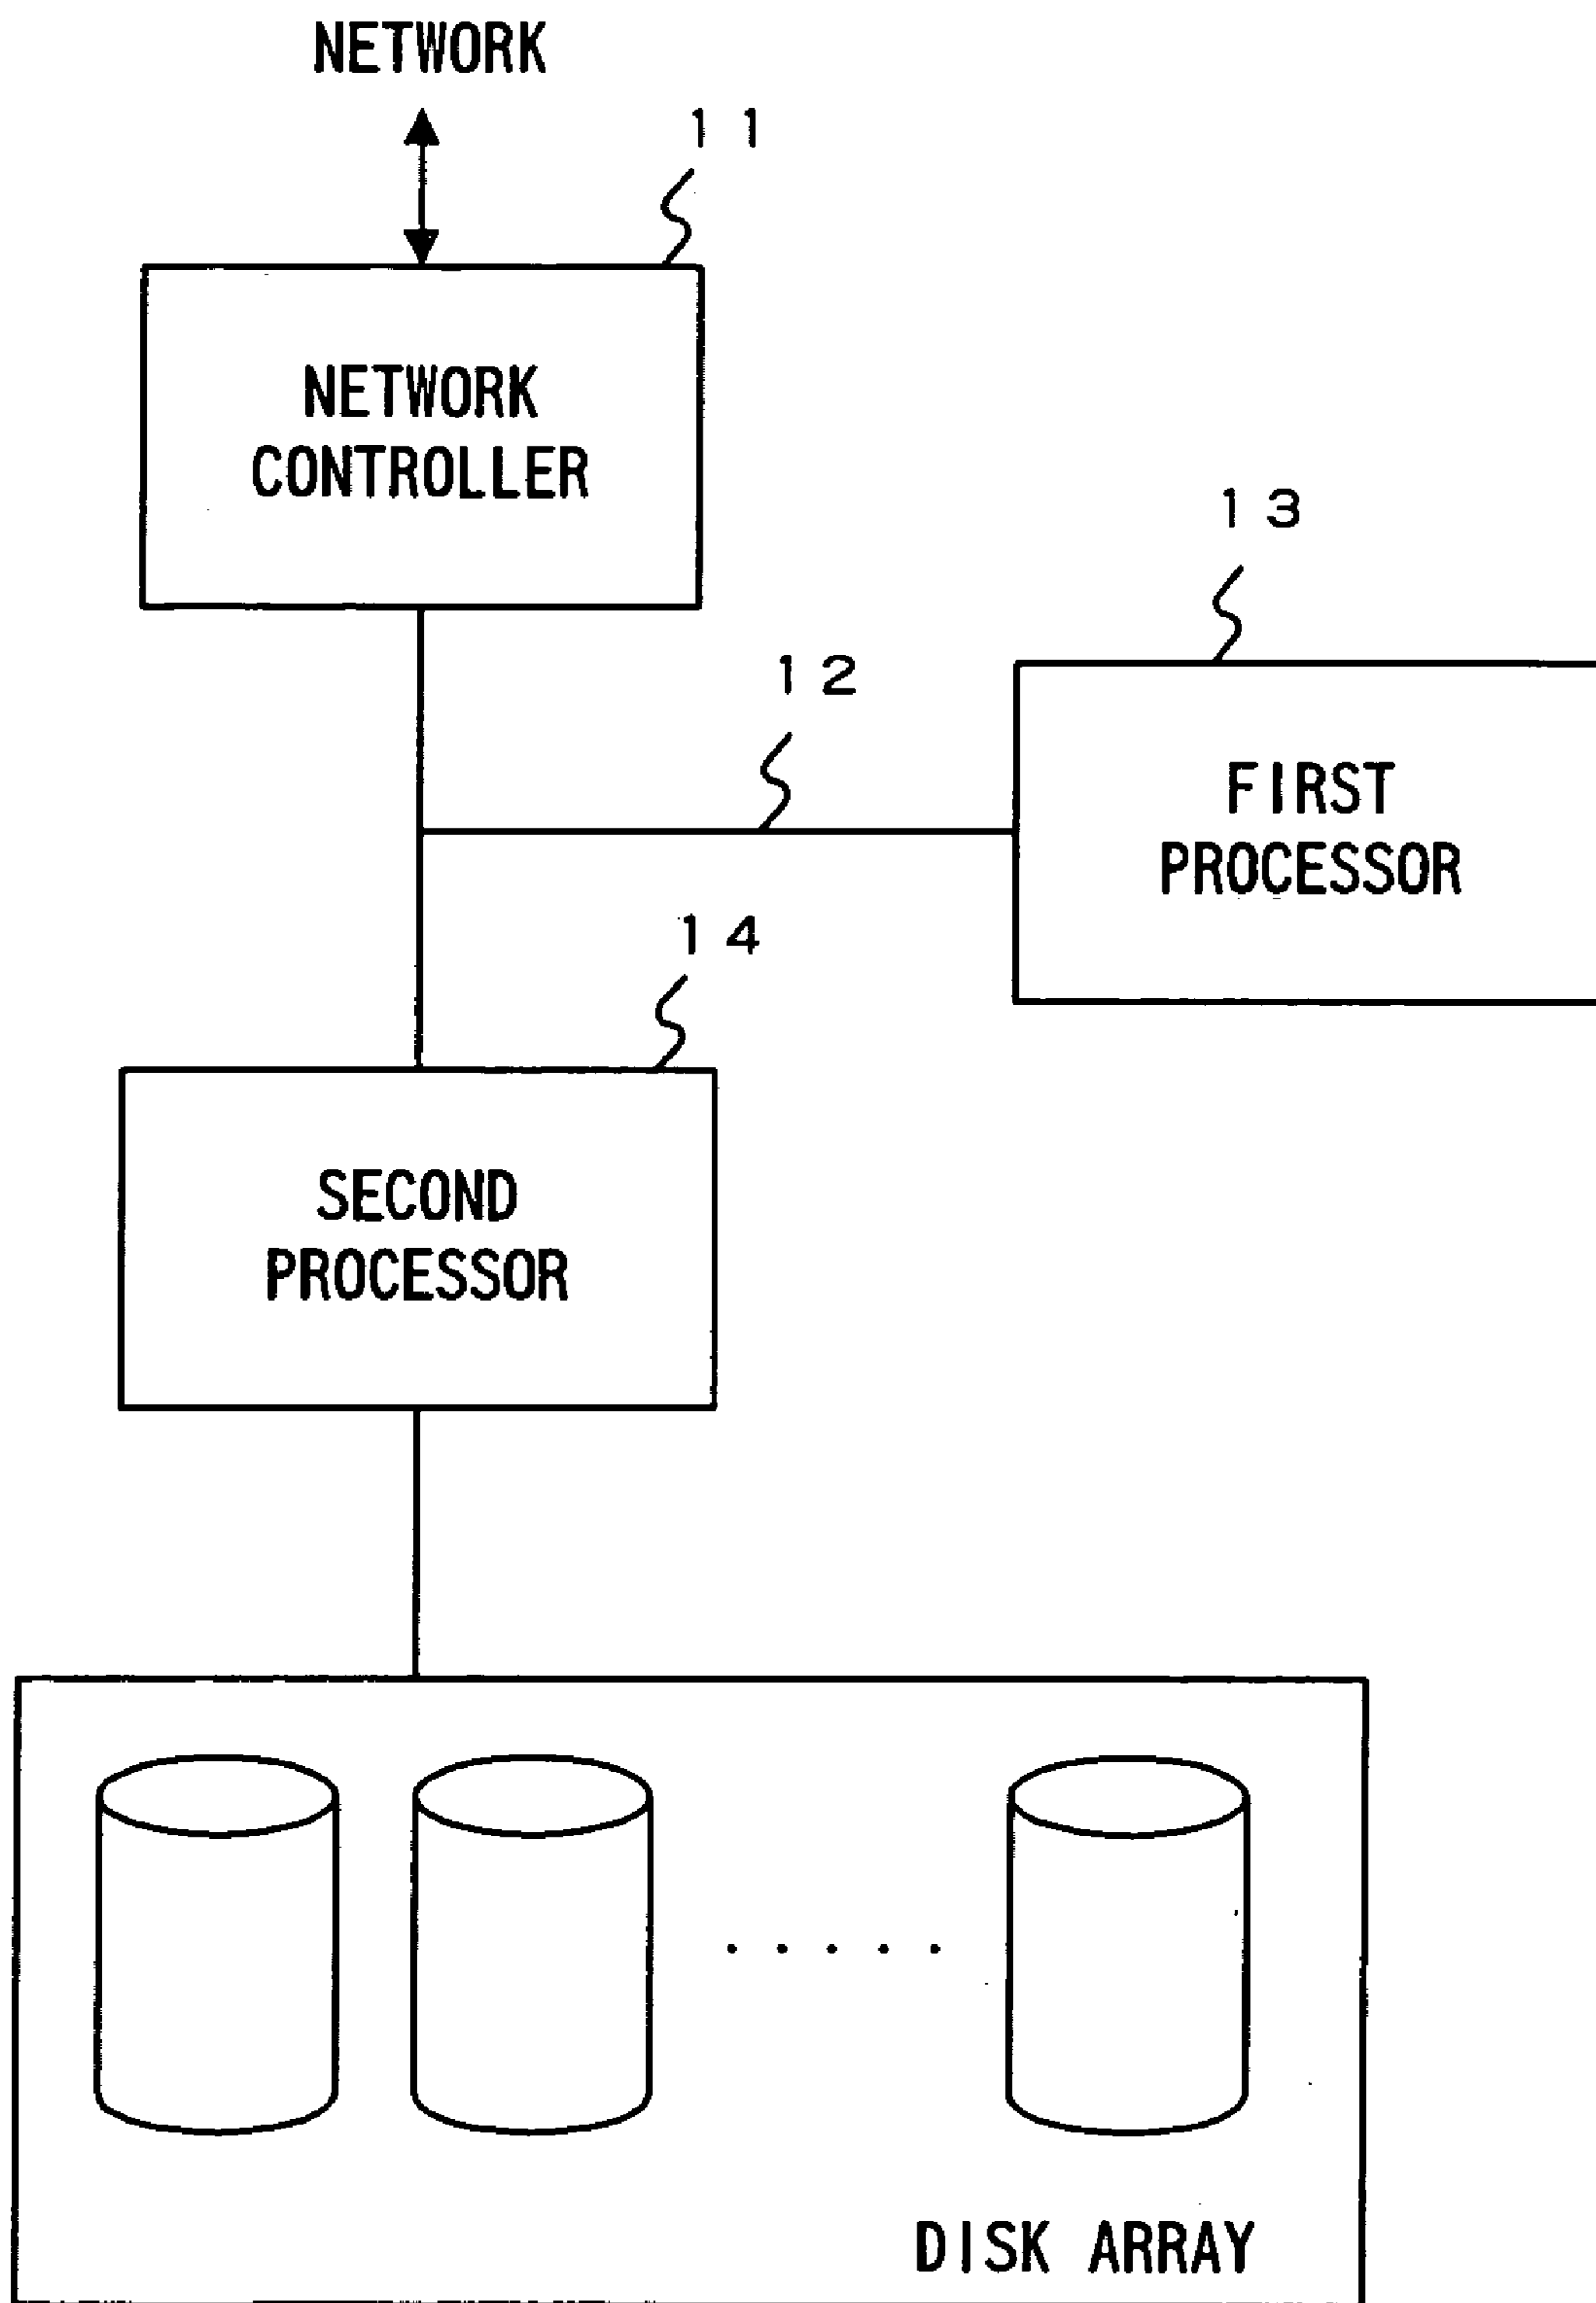 NETWORK
11
NETWORK
CONTROLLER
13
12
FIRST
PROCESSOR
14
SECOND
PROCESSOR
DISK ARRAY